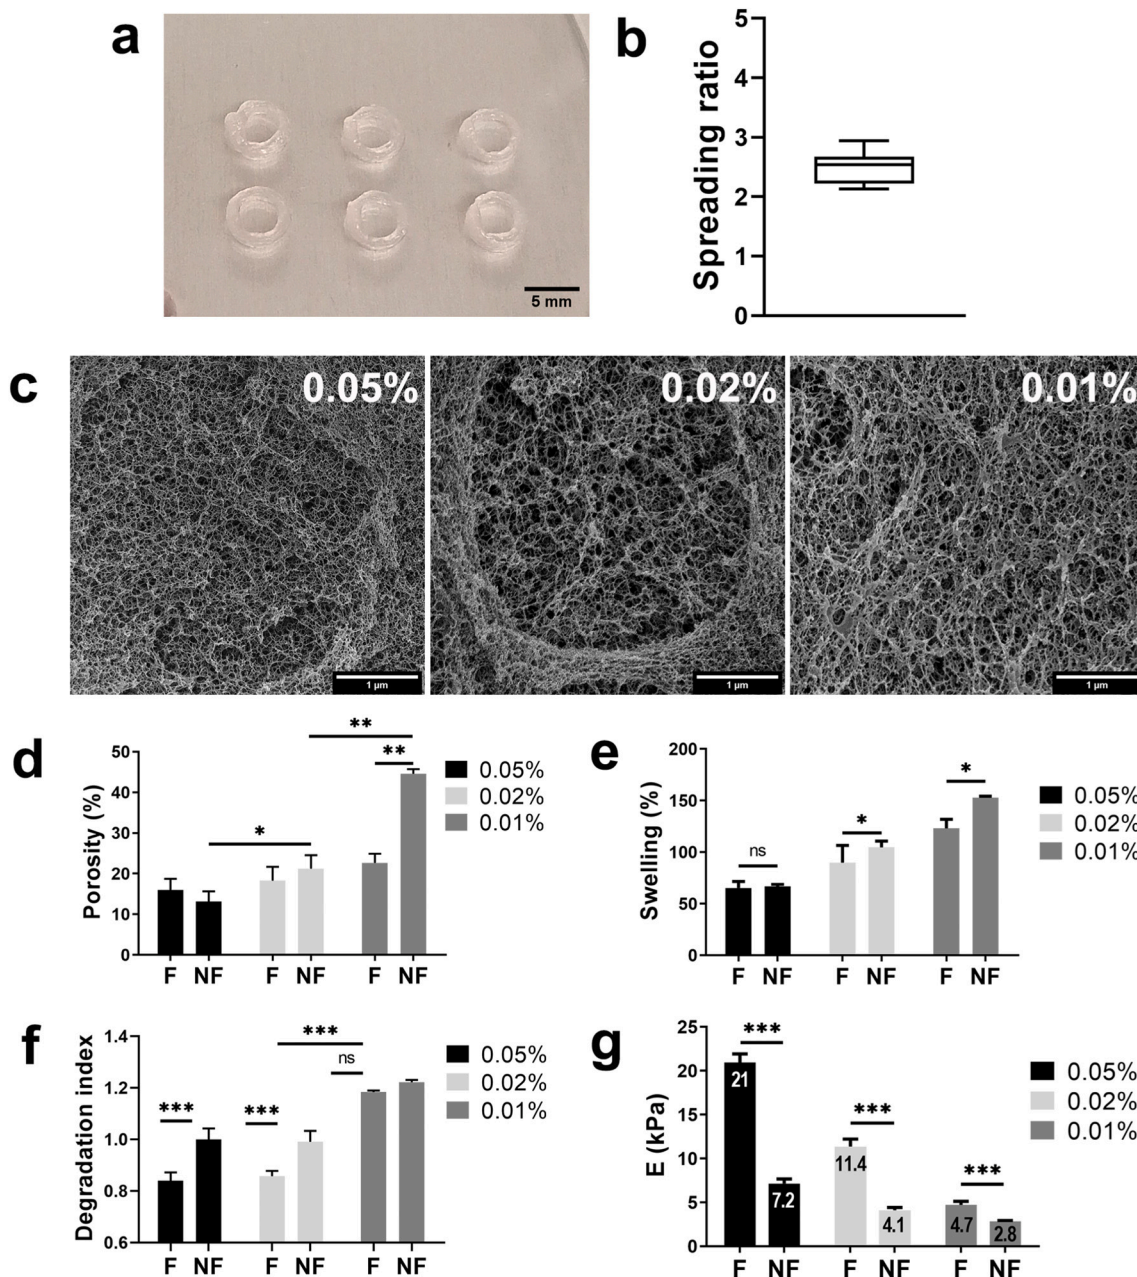 a
5 mm
b
Spreading ratio
5
4
3
2
1
0
c
0.05%
1 µm
0.02%
1 µm
0.01%
1 µm
d
Porosity (%)
50
40
30
20
10
0
*
**
**
F NF F NF F NF
0.05%
0.02%
0.01%
e
Swelling (%)
200
150
100
50
0
ns
*
*
F NF F NF F NF
0.05%
0.02%
0.01%
f
Degradation index
1.4
1.2
1.0
0.8
0.6
***
***
***
ns
F NF F NF F NF
0.05%
0.02%
0.01%
g
E (kPa)
25
20
15
10
5
0
***
***
***
21
7.2
11.4
4.1
4.7
2.8
F NF F NF F NF
0.05%
0.02%
0.01%